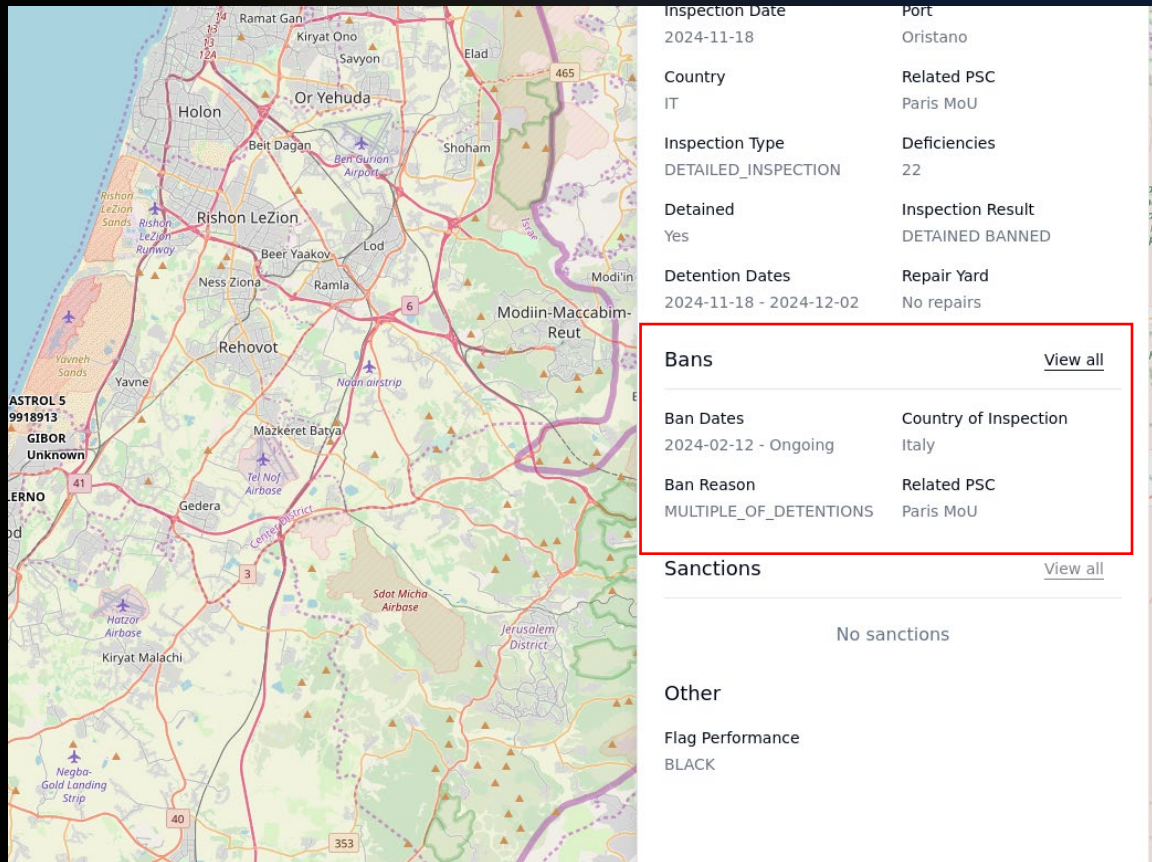 Ramat Gan
14
13
13
12A
Kiryat Ono
Savyon
Elad
465
Or Yehuda
Holon
Beit Dagan
Ben Gurion
Airport
Shoham
Rishon
LeZion
Sands
Rishon
LeZion
Runway
Rishon LeZion
Beer Yaakov
Lod
Ness Ziona
Ramla
Modi'in
6
Modiin-Maccabim-
Reut
Rehovot
Yavneh
Sands
Yavne
Naan airstrip
ASTROL 5
9918913
GIBOR
Unknown
Mazkeret Batya
Tel Nof
Airbase
41
LERNO
Gedera
Center District
3
Sdot Micha
Airbase
Hatzor
Airbase
Jerusalem
District
Kiryat Malachi
Negba-
Gold Landing
Strip
40
353
Inspection Date
Port
2024-11-18
Oristano
Country
Related PSC
IT
Paris MoU
Inspection Type
Deficiencies
DETAILED_INSPECTION
22
Detained
Inspection Result
Yes
DETAINED BANNED
Detention Dates
Repair Yard
2024-11-18 - 2024-12-02
No repairs
Bans
View all
Ban Dates
Country of Inspection
2024-02-12 - Ongoing
Italy
Ban Reason
Related PSC
MULTIPLE_OF_DETENTIONS
Paris MoU
Sanctions
View all
No sanctions
Other
Flag Performance
BLACK